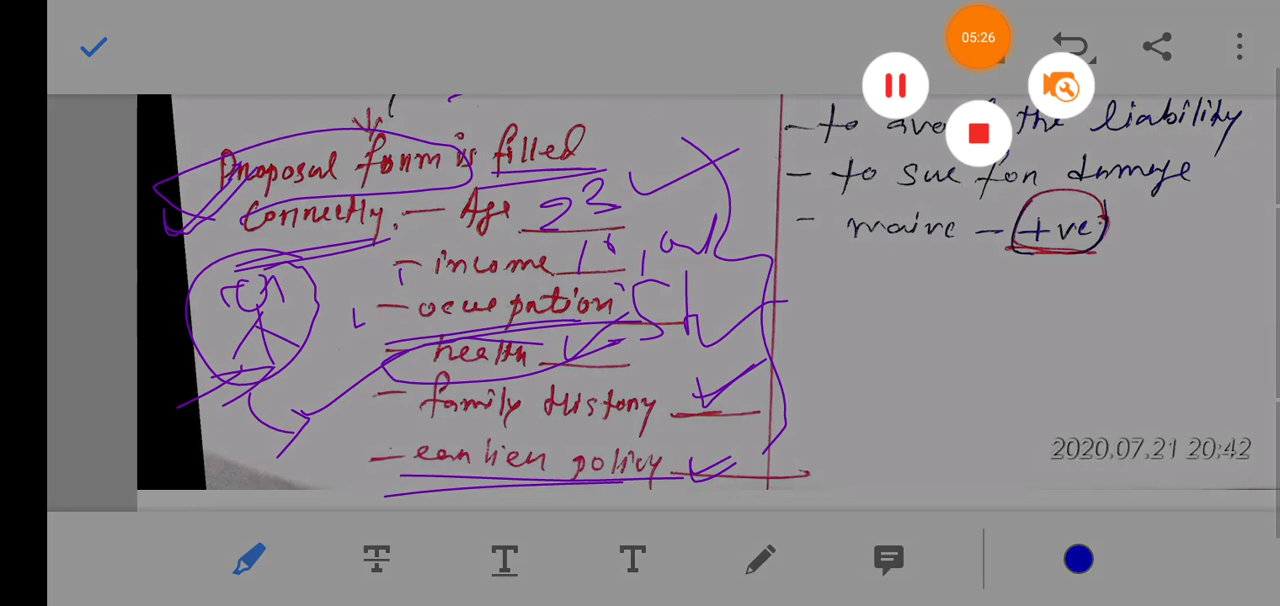 05:26
Proposal form is filled
correctly. — Age 23
- income
- occupation
- health
- family History
- earlier policy
- to the liability
- to sue for damage
- waive - +ve
2020.07.21 20:42
T
T
T